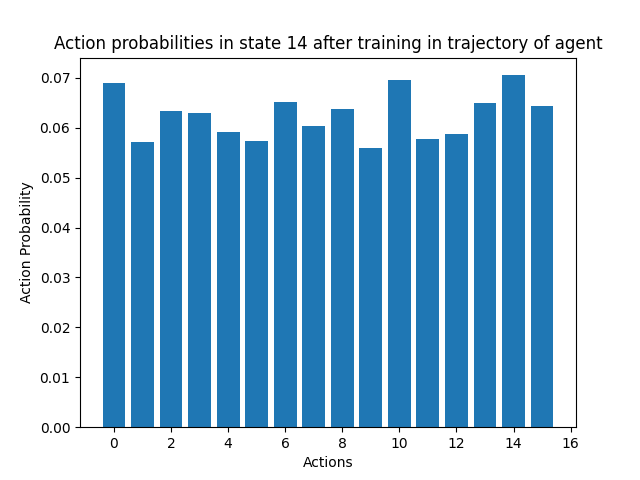 Action probabilities in state 14 after training in trajectory of agent
Action Probability
0.07
0.06
0.05
0.04
0.03
0.02
0.01
0.00
0 2 4 6 8 10 12 14 16
Actions